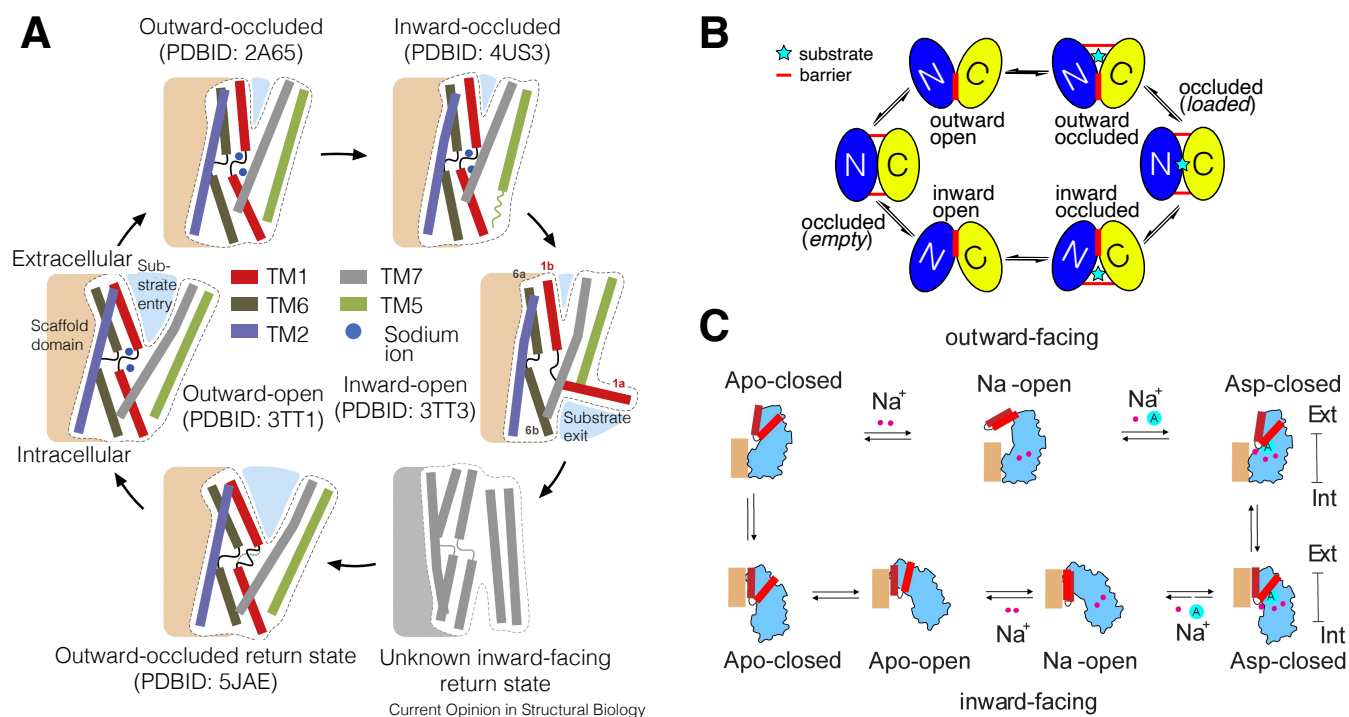 A
Outward-occluded
(PDBID: 2A65)
Inward-occluded
(PDBID: 4US3)
Extracellular
Sub-
strate
entry
Scaffold
domain
TM1
TM6
TM2
TM7
TM5
Sodium
ion
6a
1b
1a
6b
Substrate
exit
Outward-open
(PDBID: 3TT1)
Inward-open
(PDBID: 3TT3)
Intracellular
Outward-occluded return state
(PDBID: 5JAE)
Unknown inward-facing
return state
Current Opinion in Structural Biology
B
substrate
barrier
N C
outward
open
N C
outward
occluded
occluded
(loaded)
N C
N C
occluded
(empty)
inward
open
N C
inward
occluded
N C
C
outward-facing
Apo-closed
Na+
Na -open
Na+
A
Asp-closed
A
Ext
Int
Apo-closed
Apo-open
Na+
Na -open
A
Na+
A
Asp-closed
Ext
Int
inward-facing